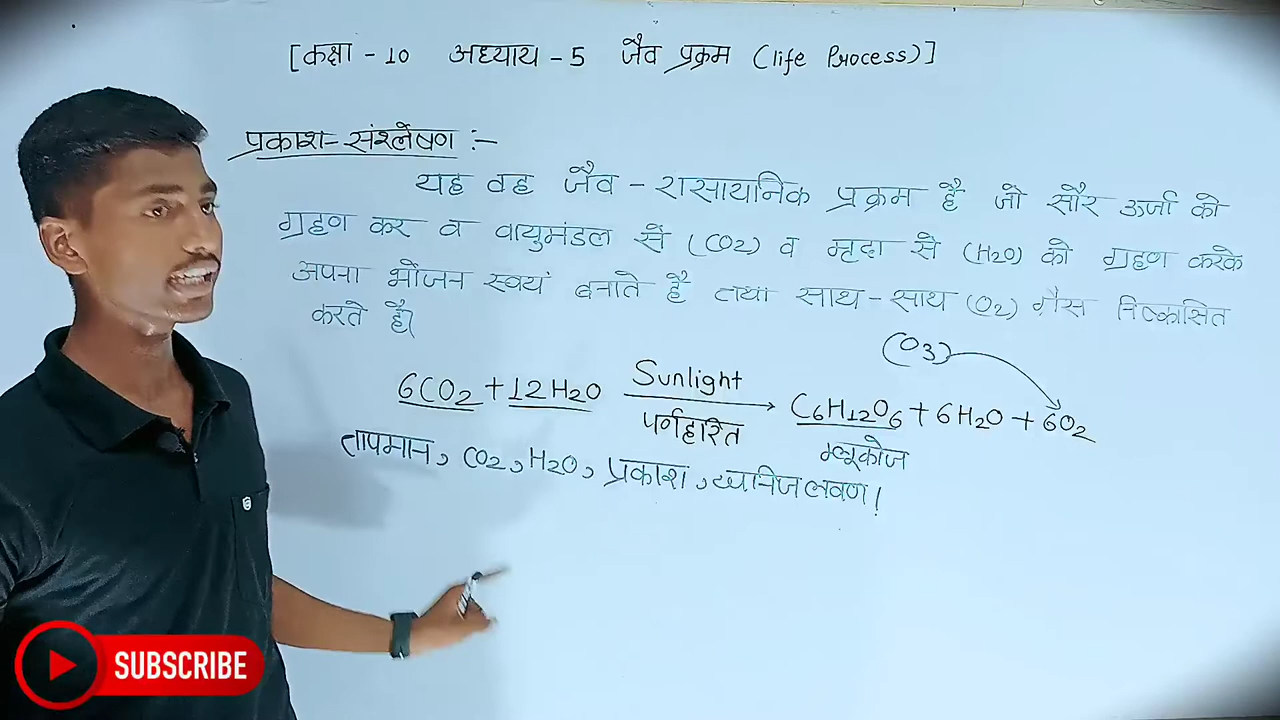 [कक्षा - 10 अध्याय - 5 जैव प्रक्रम (life Process)]
प्रकाश-संश्लेषण :-
यह वह जैव - रासायनिक प्रक्रम है जो सौर ऊर्जा को
ग्रहण कर व वायुमंडल से (CO2) व मृदा से (H2O) को ग्रहण करके
अपना भोजन स्वयं बनाते है तथा साथ - साथ (O2) गैस निष्कासित
करते है।
(O3)
6CO2 + 12H2O Sunlight पर्णहरित C6H12O6 + 6H2O + 6O2
ग्लूकोज
तापमान, CO2, H2O, प्रकाश, खनिज लवण।
SUBSCRIBE